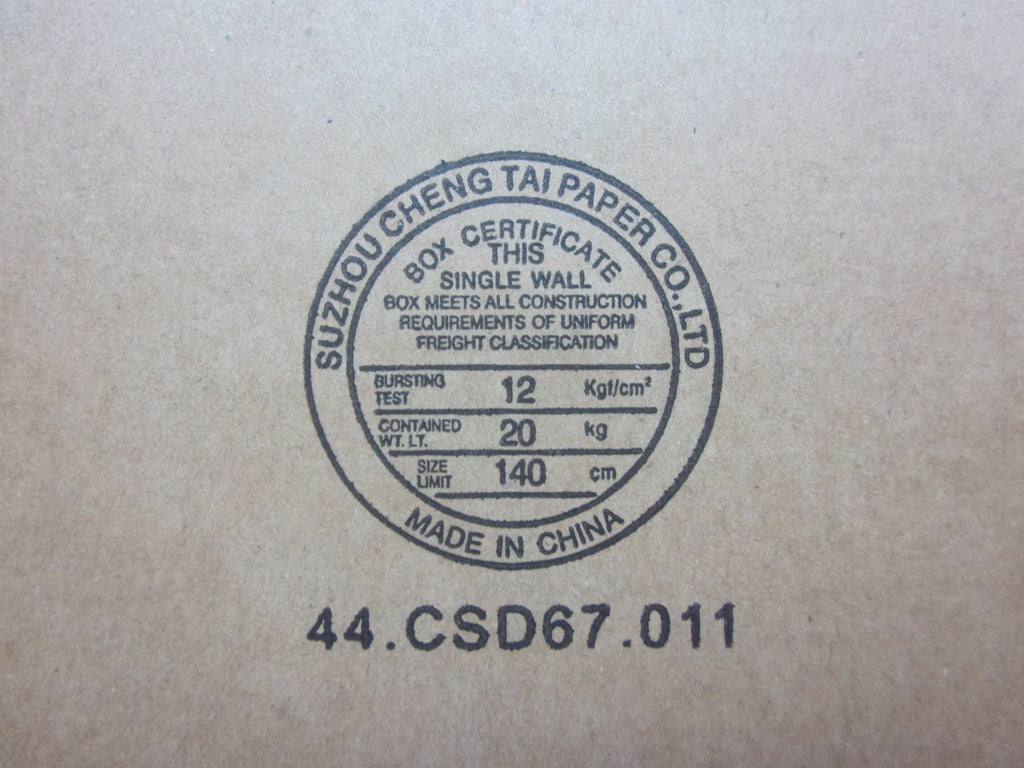 SUZHOU CHENG TAI PAPER CO.,LTD
BOX CERTIFICATE
THIS
SINGLE WALL
BOX MEETS ALL CONSTRUCTION
REQUIREMENTS OF UNIFORM
FREIGHT CLASSIFICATION
BURSTING TEST 12 Kgf/cm²
CONTAINED WT. LT. 20 kg
SIZE LIMIT 140 cm
MADE IN CHINA
44.CSD67.011